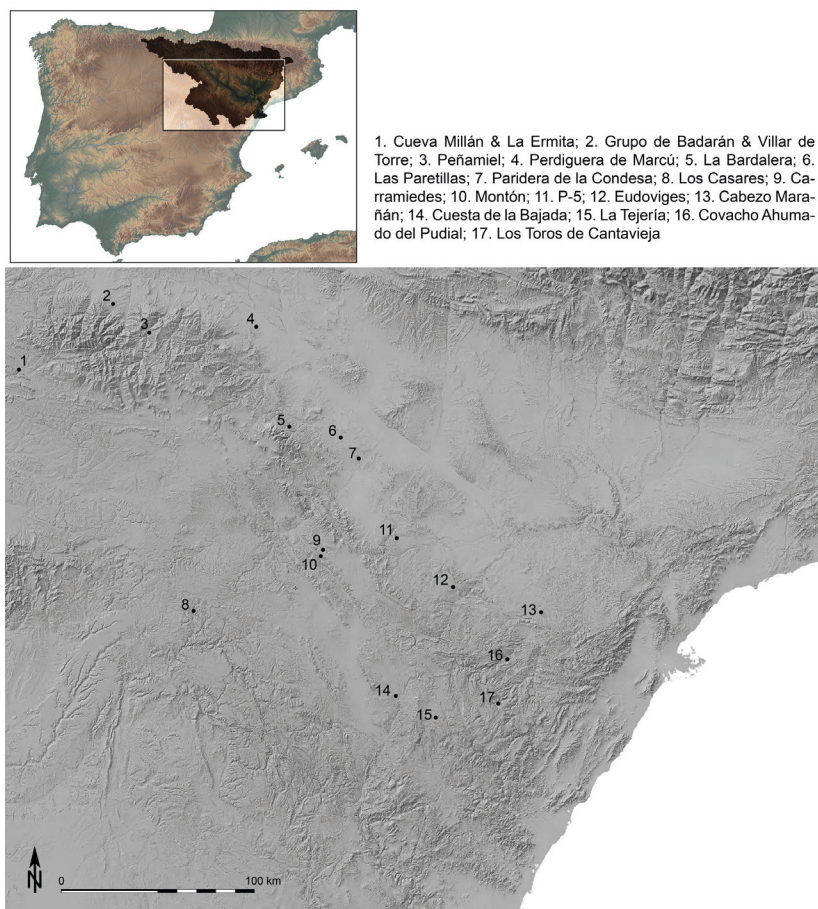 1. Cueva Millán & La Ermita; 2. Grupo de Badarán & Villar de
Torre; 3. Peñamiel; 4. Perdiguera de Marcú; 5. La Bardalera; 6.
Las Paretillas; 7. Paridera de la Condesa; 8. Los Casares; 9. Ca-
rramiedes; 10. Montón; 11. P-5; 12. Eudoviges; 13. Cabezo Mara-
ñán; 14. Cuesta de la Bajada; 15. La Tejería; 16. Covacho Ahuma-
do del Pudial; 17. Los Toros de Cantavieja
2
3
4
1
5
6
7
11
9
10
12
8
13
16
14
17
15
N
0 100 km